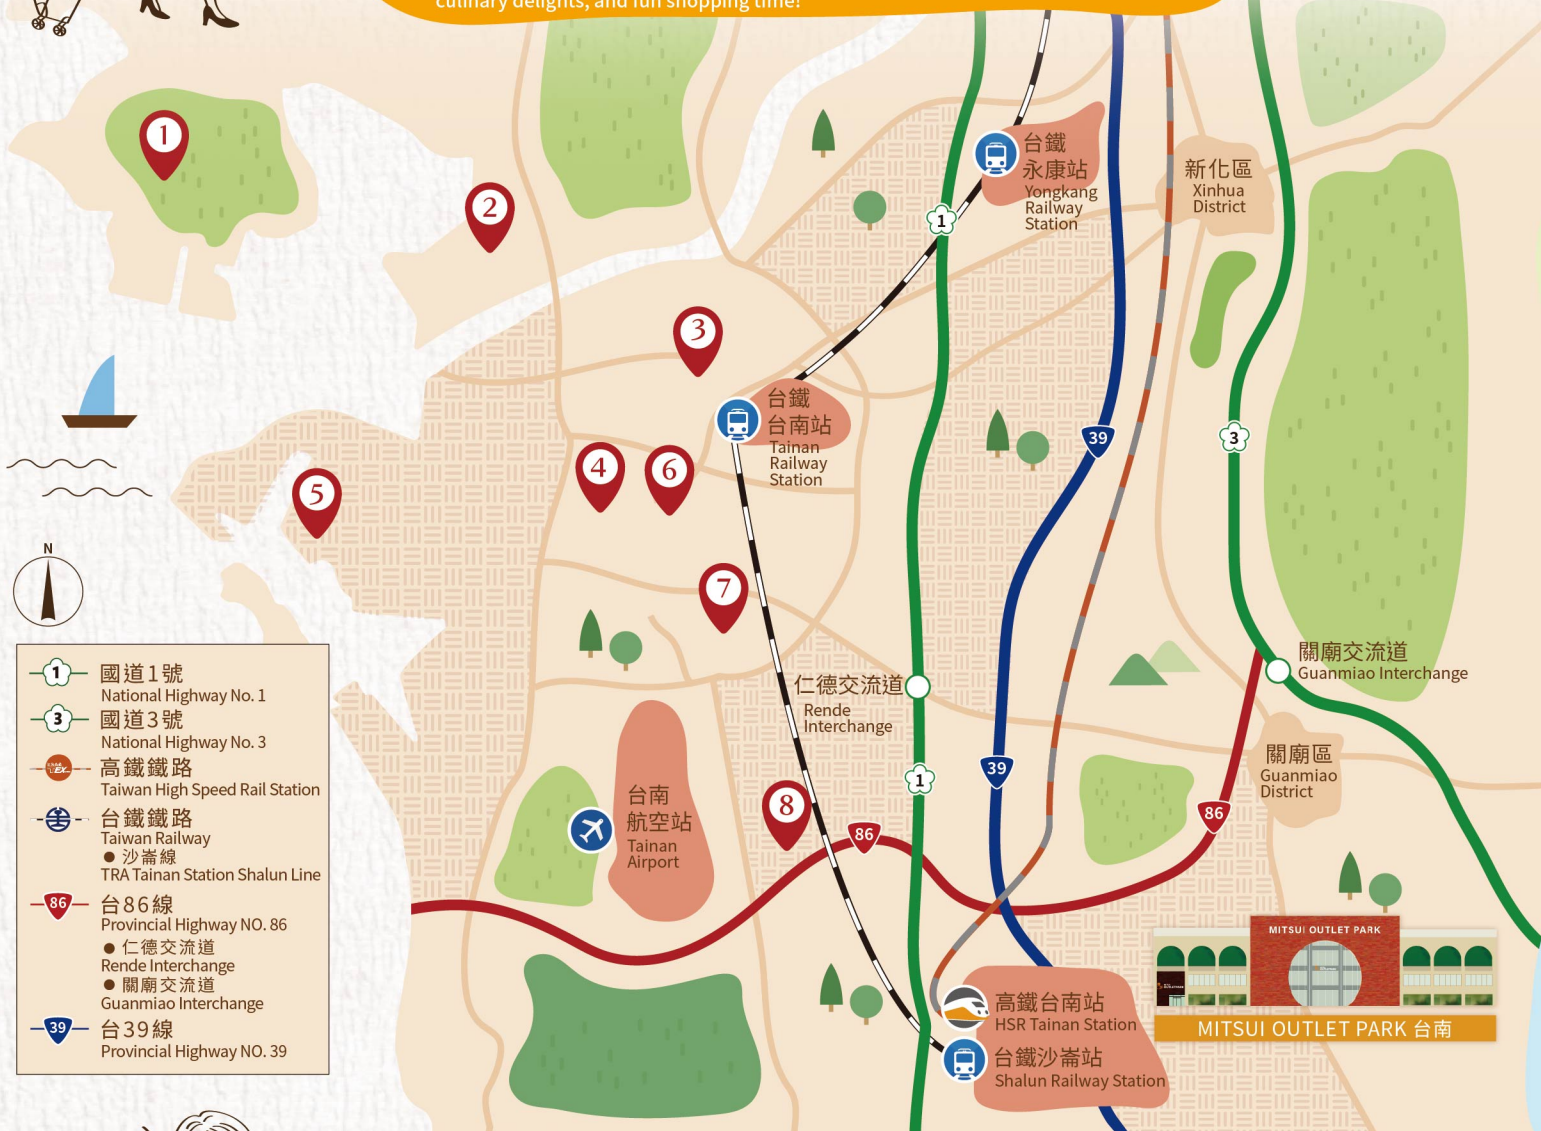 culinary delights, and fun shopping time!
1
2
3
4
5
6
7
8
台鐵
永康站
Yongkang
Railway
Station
1
新化區
Xinhua
District
台鐵
台南站
Tainan
Railway
Station
39
3
N
仁德交流道
Rende
Interchange
關廟交流道
Guanmiao Interchange
39
1
關廟區
Guanmiao
District
86
86
台南
航空站
Tainan
Airport
高鐵台南站
HSR Tainan Station
台鐵沙崙站
Shalun Railway Station
MITSUI OUTLET PARK
MITSUI OUTLET PARK 台南
1 國道1號
National Highway No. 1
3 國道3號
National Highway No. 3
高鐵鐵路
Taiwan High Speed Rail Station
台鐵鐵路
Taiwan Railway
● 沙崙線
TRA Tainan Station Shalun Line
86 台86線
Provincial Highway NO. 86
● 仁德交流道
Rende Interchange
● 關廟交流道
Guanmiao Interchange
39 台39線
Provincial Highway NO. 39